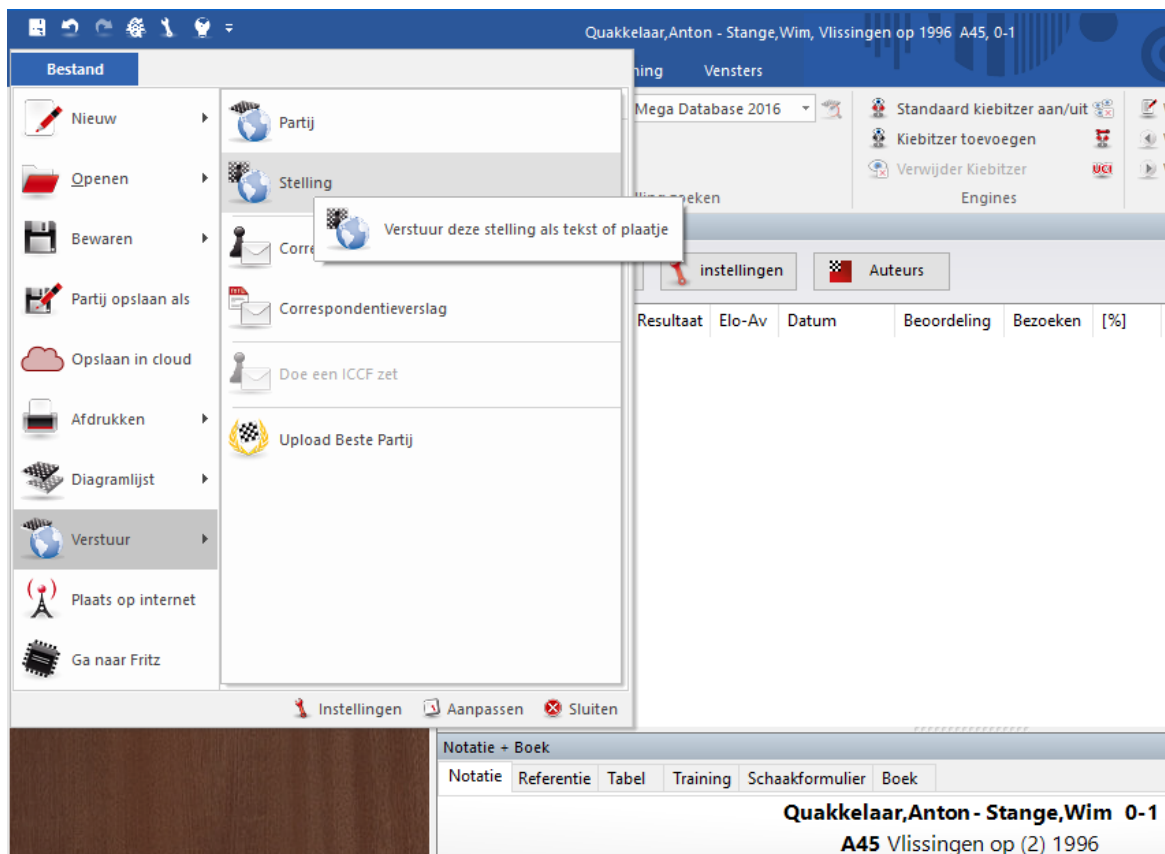 Quakkelaar,Anton - Stange,Wim, Vlissingen op 1996 A45, 0-1
Bestand
Vensters
Nieuw
Openen
Bewaren
Partij opslaan als
Opslaan in cloud
Afdrukken
Diagramlijst
Verstuur
Plaats op internet
Ga naar Fritz
Partij
Stelling
Verstuur deze stelling als tekst of plaatje
Correspondentieverslag
Doe een ICCF zet
Upload Beste Partij
Instellingen Aanpassen Sluiten
Mega Database 2016
Standaard kiebitzer aan/uit
Kiebitzer toevoegen
Verwijder Kiebitzer
UCI
Engines
instellingen Auteurs
Resultaat Elo-Av Datum Beoordeling Bezoeken [%]
Notatie + Boek
Notatie Referentie Tabel Training Schaakformulier Boek
Quakkelaar,Anton - Stange,Wim 0-1
A45 Vlissingen op (2) 1996